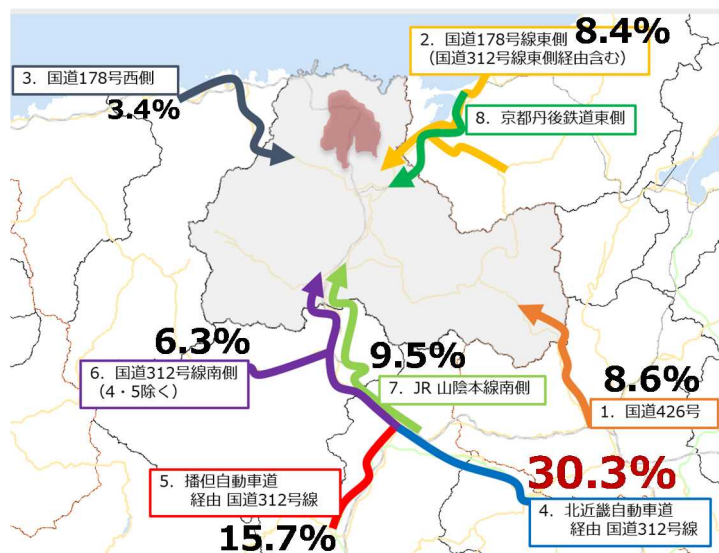 2. 国道178号線東側 8.4%
(国道312号線東側経由含む)
3. 国道178号西側
3.4%
8. 京都丹後鉄道東側
6.3%
6. 国道312号線南側
(4・5除く)
9.5%
7. JR 山陰本線南側
8.6%
1. 国道426号
5. 播但自動車道
経由 国道312号線
15.7%
30.3%
4. 北近畿自動車道
経由 国道312号線